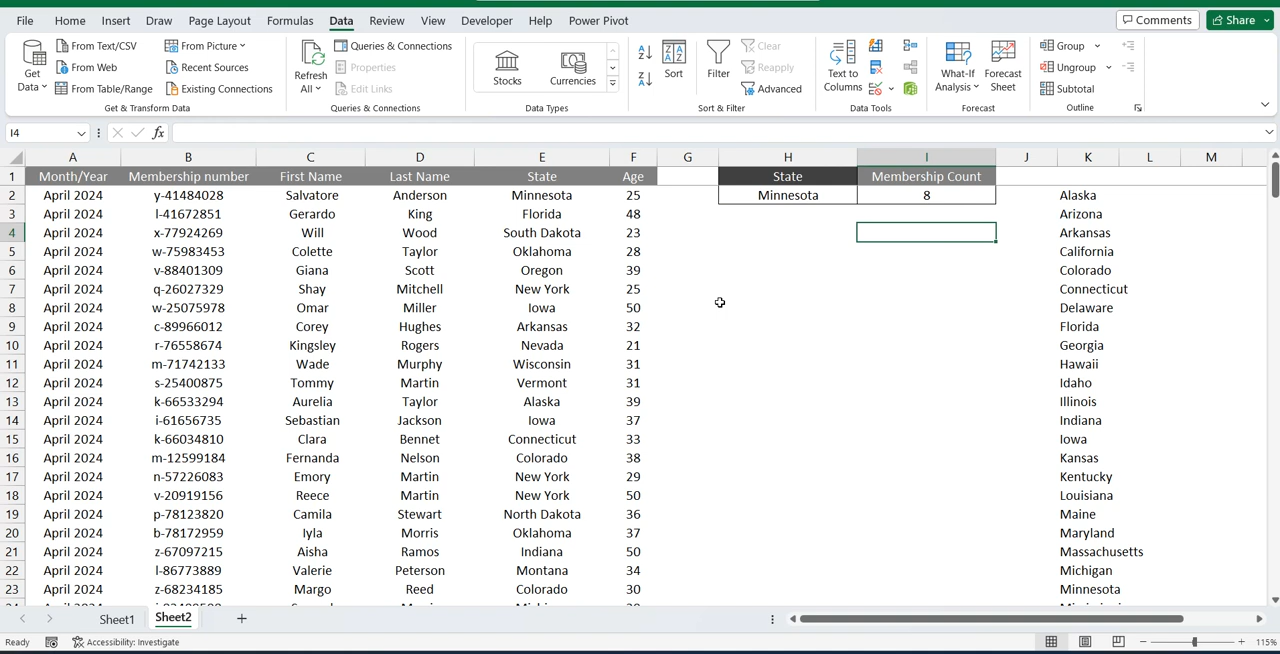 File Home Insert Draw Page Layout Formulas Data Review View Developer Help Power Pivot Comments Share
Get Data
From Text/CSV
From Web
From Table/Range
From Picture
Recent Sources
Existing Connections
Get & Transform Data
Refresh All
Queries & Connections
Properties
Edit Links
Queries & Connections
Stocks Currencies
Data Types
Sort
Filter
Clear
Reapply
Advanced
Sort & Filter
Text to Columns
Data Tools
What-If Analysis
Forecast Sheet
Forecast
Group
Ungroup
Subtotal
Outline
I4 fx
A B C D E F G H I J K L M
1 Month/Year Membership number First Name Last Name State Age State Membership Count
2 April 2024 y-41484028 Salvatore Anderson Minnesota 25 Minnesota 8 Alaska
3 April 2024 l-41672851 Gerardo King Florida 48 Arizona
4 April 2024 x-77924269 Will Wood South Dakota 23 Arkansas
5 April 2024 w-75983453 Colette Taylor Oklahoma 28 California
6 April 2024 v-88401309 Giana Scott Oregon 39 Colorado
7 April 2024 q-26027329 Shay Mitchell New York 25 Connecticut
8 April 2024 w-25075978 Omar Miller Iowa 50 Delaware
9 April 2024 c-89966012 Corey Hughes Arkansas 32 Florida
10 April 2024 r-76558674 Kingsley Rogers Nevada 21 Georgia
11 April 2024 m-71742133 Wade Murphy Wisconsin 31 Hawaii
12 April 2024 s-25400875 Tommy Martin Vermont 31 Idaho
13 April 2024 k-66533294 Aurelia Taylor Alaska 39 Illinois
14 April 2024 i-61656735 Sebastian Jackson Iowa 37 Indiana
15 April 2024 k-66034810 Clara Bennet Connecticut 33 Iowa
16 April 2024 m-12599184 Fernanda Nelson Colorado 38 Kansas
17 April 2024 n-57226083 Emory Martin New York 29 Kentucky
18 April 2024 v-20919156 Reece Martin New York 50 Louisiana
19 April 2024 p-78123820 Camila Stewart North Dakota 36 Maine
20 April 2024 b-78172959 Iyla Morris Oklahoma 37 Maryland
21 April 2024 z-67097215 Aisha Ramos Indiana 50 Massachusetts
22 April 2024 l-86773889 Valerie Peterson Montana 34 Michigan
23 April 2024 z-68234185 Margo Reed Colorado 30 Minnesota
Sheet1 Sheet2
Ready Accessibility: Investigate 115%